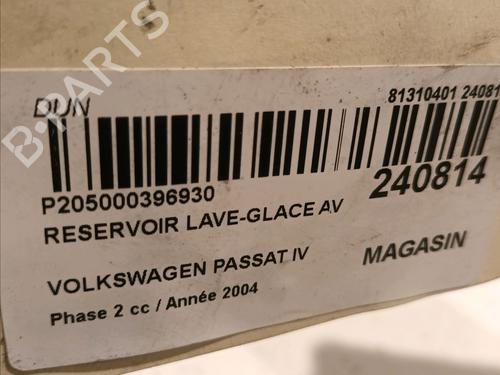 DUN
81310401 24081
P205000396930
240814
RESERVOIR LAVE-GLACE AV
VOLKSWAGEN PASSAT IV
MAGASIN
Phase 2 cc / Année 2004
B-PARTS